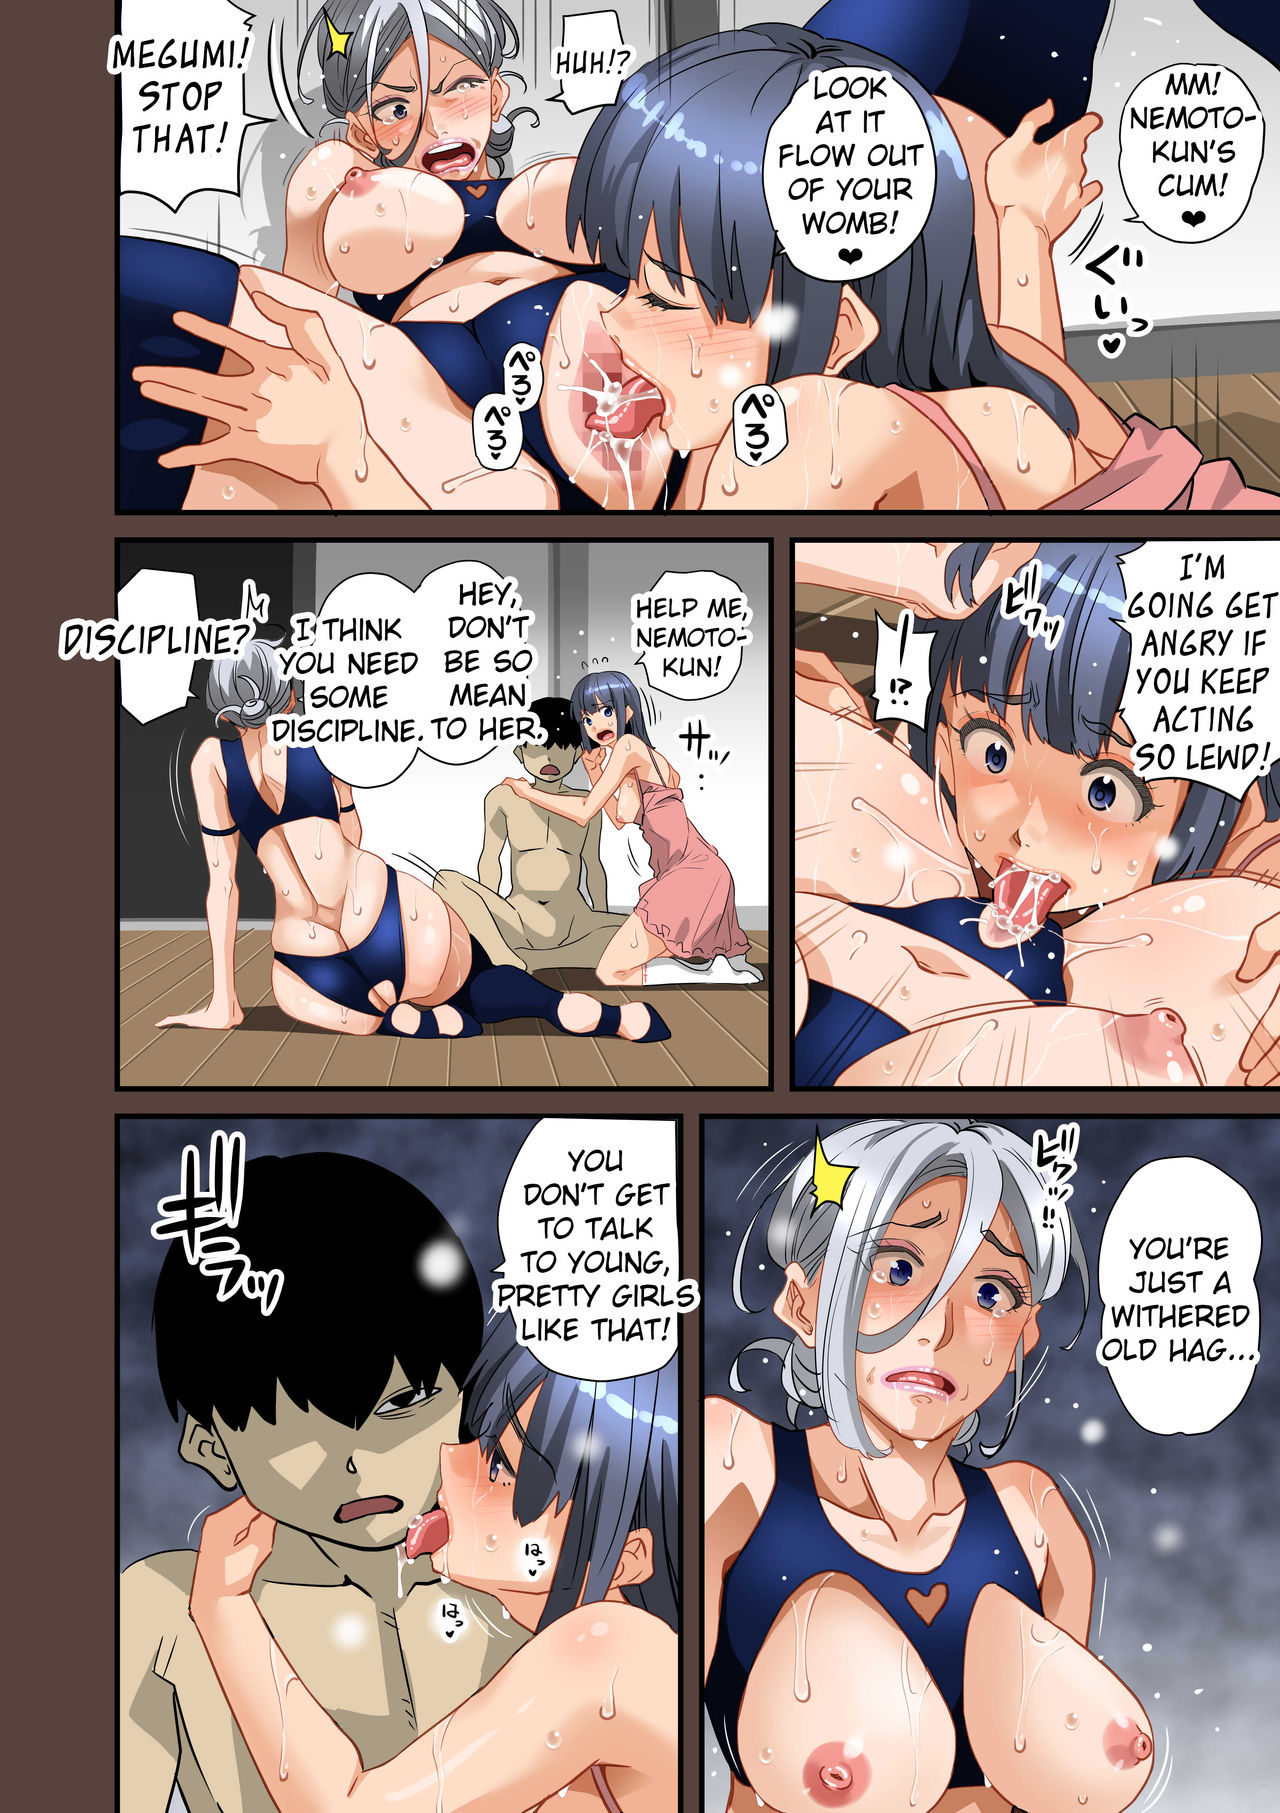 MM!
NEMOTO-
KUN'S
CUM!
♥
LOOK
AT IT
FLOW OUT
OF YOUR
WOMB!
♥
HUH!?
MEGUMI!
STOP
THAT!
ぐいっ♥
ぺろ♥
ぺろ♥
ぺろ♥
I'M
GOING GET
ANGRY IF
YOU KEEP
ACTING
SO LEWD!
ビクッ
!?
HELP ME,
NEMOTO-
KUN!
HEY,
DON'T
BE SO
MEAN
TO HER.
I THINK
YOU NEED
SOME
DISCIPLINE.
DISCIPLINE?
サッ…
YOU'RE
JUST A
WITHERED
OLD HAG...
ビクッ!!
YOU
DON'T GET
TO TALK
TO YOUNG,
PRETTY GIRLS
LIKE THAT!
ギラッ
はっ♥
はっ♥